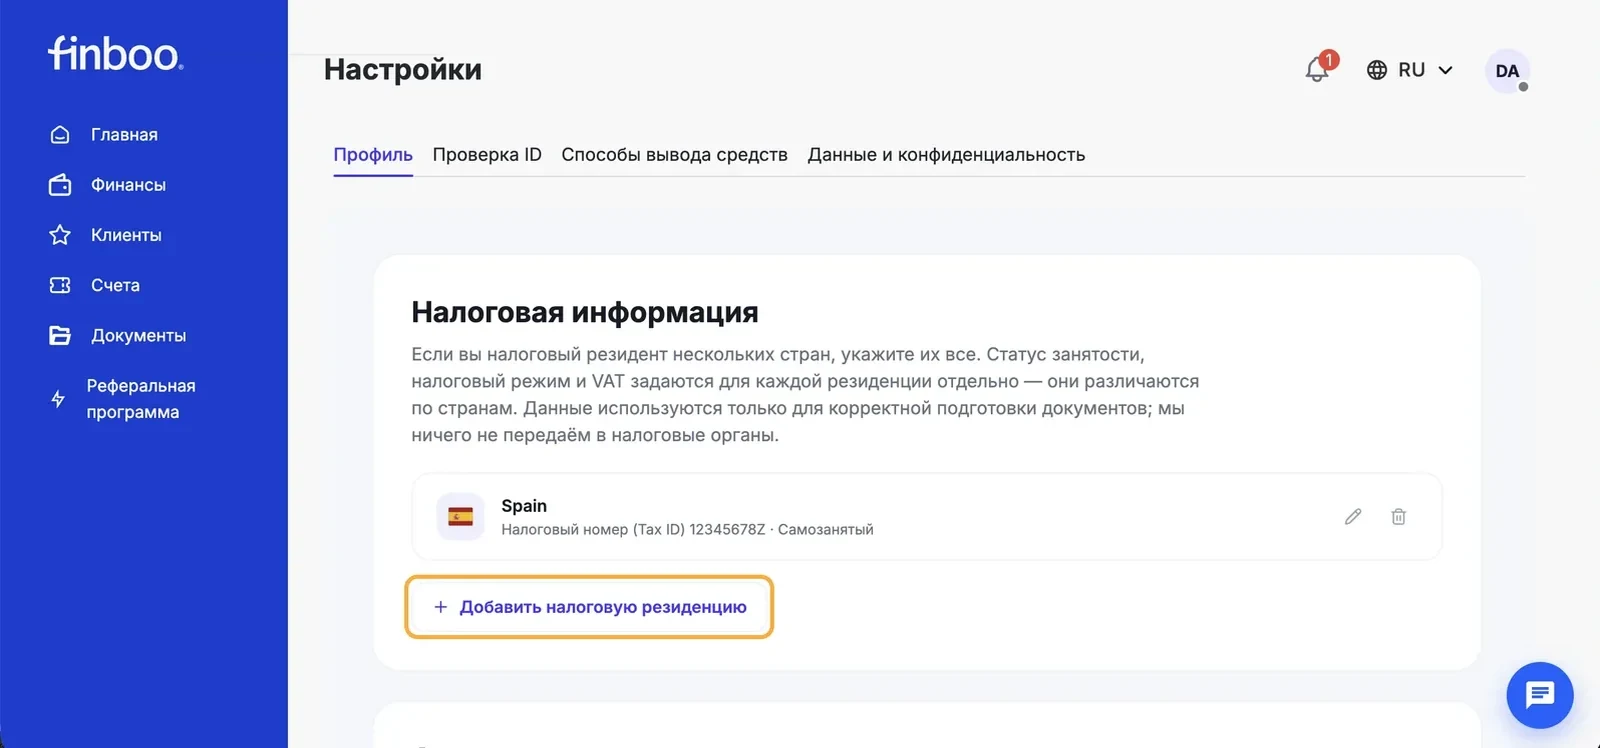 finboo.
Главная
Финансы
Клиенты
Счета
Документы
Реферальная
программа
Настройки
1
RU
DA
Профиль
Проверка ID
Способы вывода средств
Данные и конфиденциальность
Налоговая информация
Если вы налоговый резидент нескольких стран, укажите их все. Статус занятости,
налоговый режим и VAT задаются для каждой резиденции отдельно — они различаются
по странам. Данные используются только для корректной подготовки документов; мы
ничего не передаём в налоговые органы.
Spain
Налоговый номер (Tax ID) 12345678Z · Самозанятый
+ Добавить налоговую резиденцию